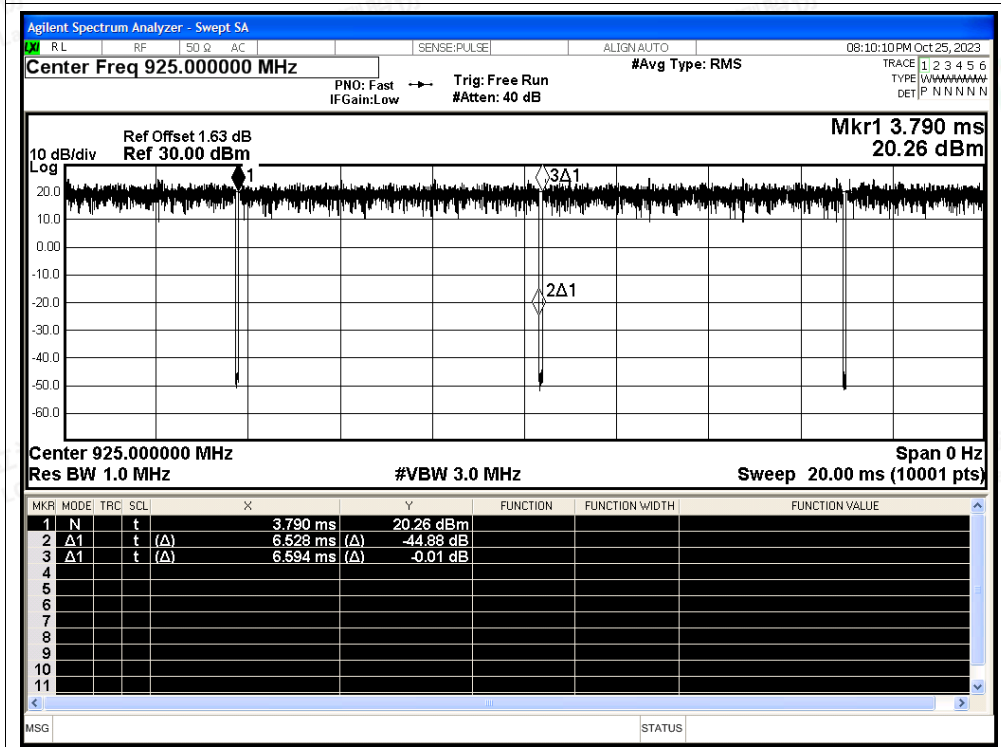 Agilent Spectrum Analyzer - Swept SA
LXI RL RF 50 Ω AC SENSE:PULSE ALIGN AUTO 08:10:10 PM Oct 25, 2023
Center Freq 925.000000 MHz #Avg Type: RMS TRACE 1 2 3 4 5 6
PNO: Fast Trig: Free Run TYPE WWWWWW
IFGain:Low #Atten: 40 dB DET P N N N N N
Mkr1 3.790 ms
Ref Offset 1.63 dB
10 dB/div Ref 30.00 dBm 20.26 dBm
Log
1 3Δ1
20.0
10.0
0.00
-10.0
2Δ1
-20.0
-30.0
-40.0
-50.0
-60.0
Center 925.000000 MHz Span 0 Hz
Res BW 1.0 MHz #VBW 3.0 MHz Sweep 20.00 ms (10001 pts)
MKR MODE TRC SCL X Y FUNCTION FUNCTION WIDTH FUNCTION VALUE
1 N t 3.790 ms 20.26 dBm
2 Δ1 t (Δ) 6.528 ms (Δ) -44.88 dB
3 Δ1 t (Δ) 6.594 ms (Δ) -0.01 dB
4
5
6
7
8
9
10
11
MSG STATUS